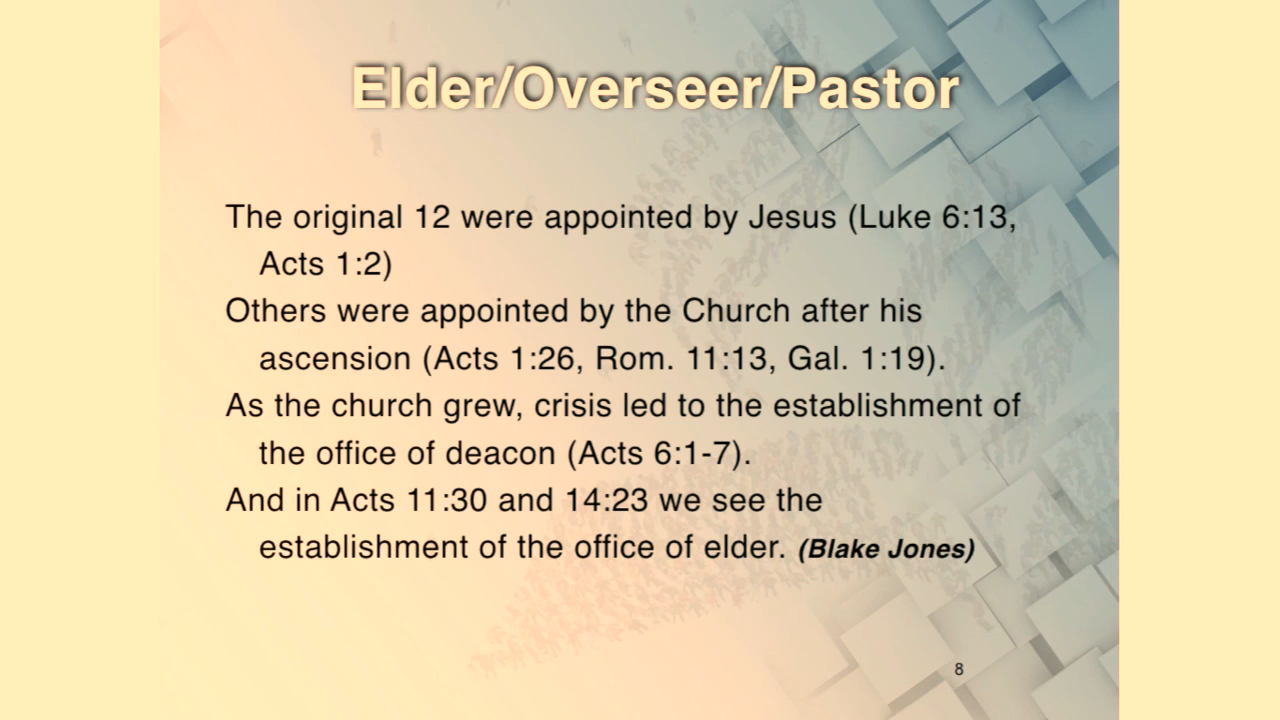 Elder/Overseer/Pastor
The original 12 were appointed by Jesus (Luke 6:13,
Acts 1:2)
Others were appointed by the Church after his
ascension (Acts 1:26, Rom. 11:13, Gal. 1:19).
As the church grew, crisis led to the establishment of
the office of deacon (Acts 6:1-7).
And in Acts 11:30 and 14:23 we see the
establishment of the office of elder. (Blake Jones)
8